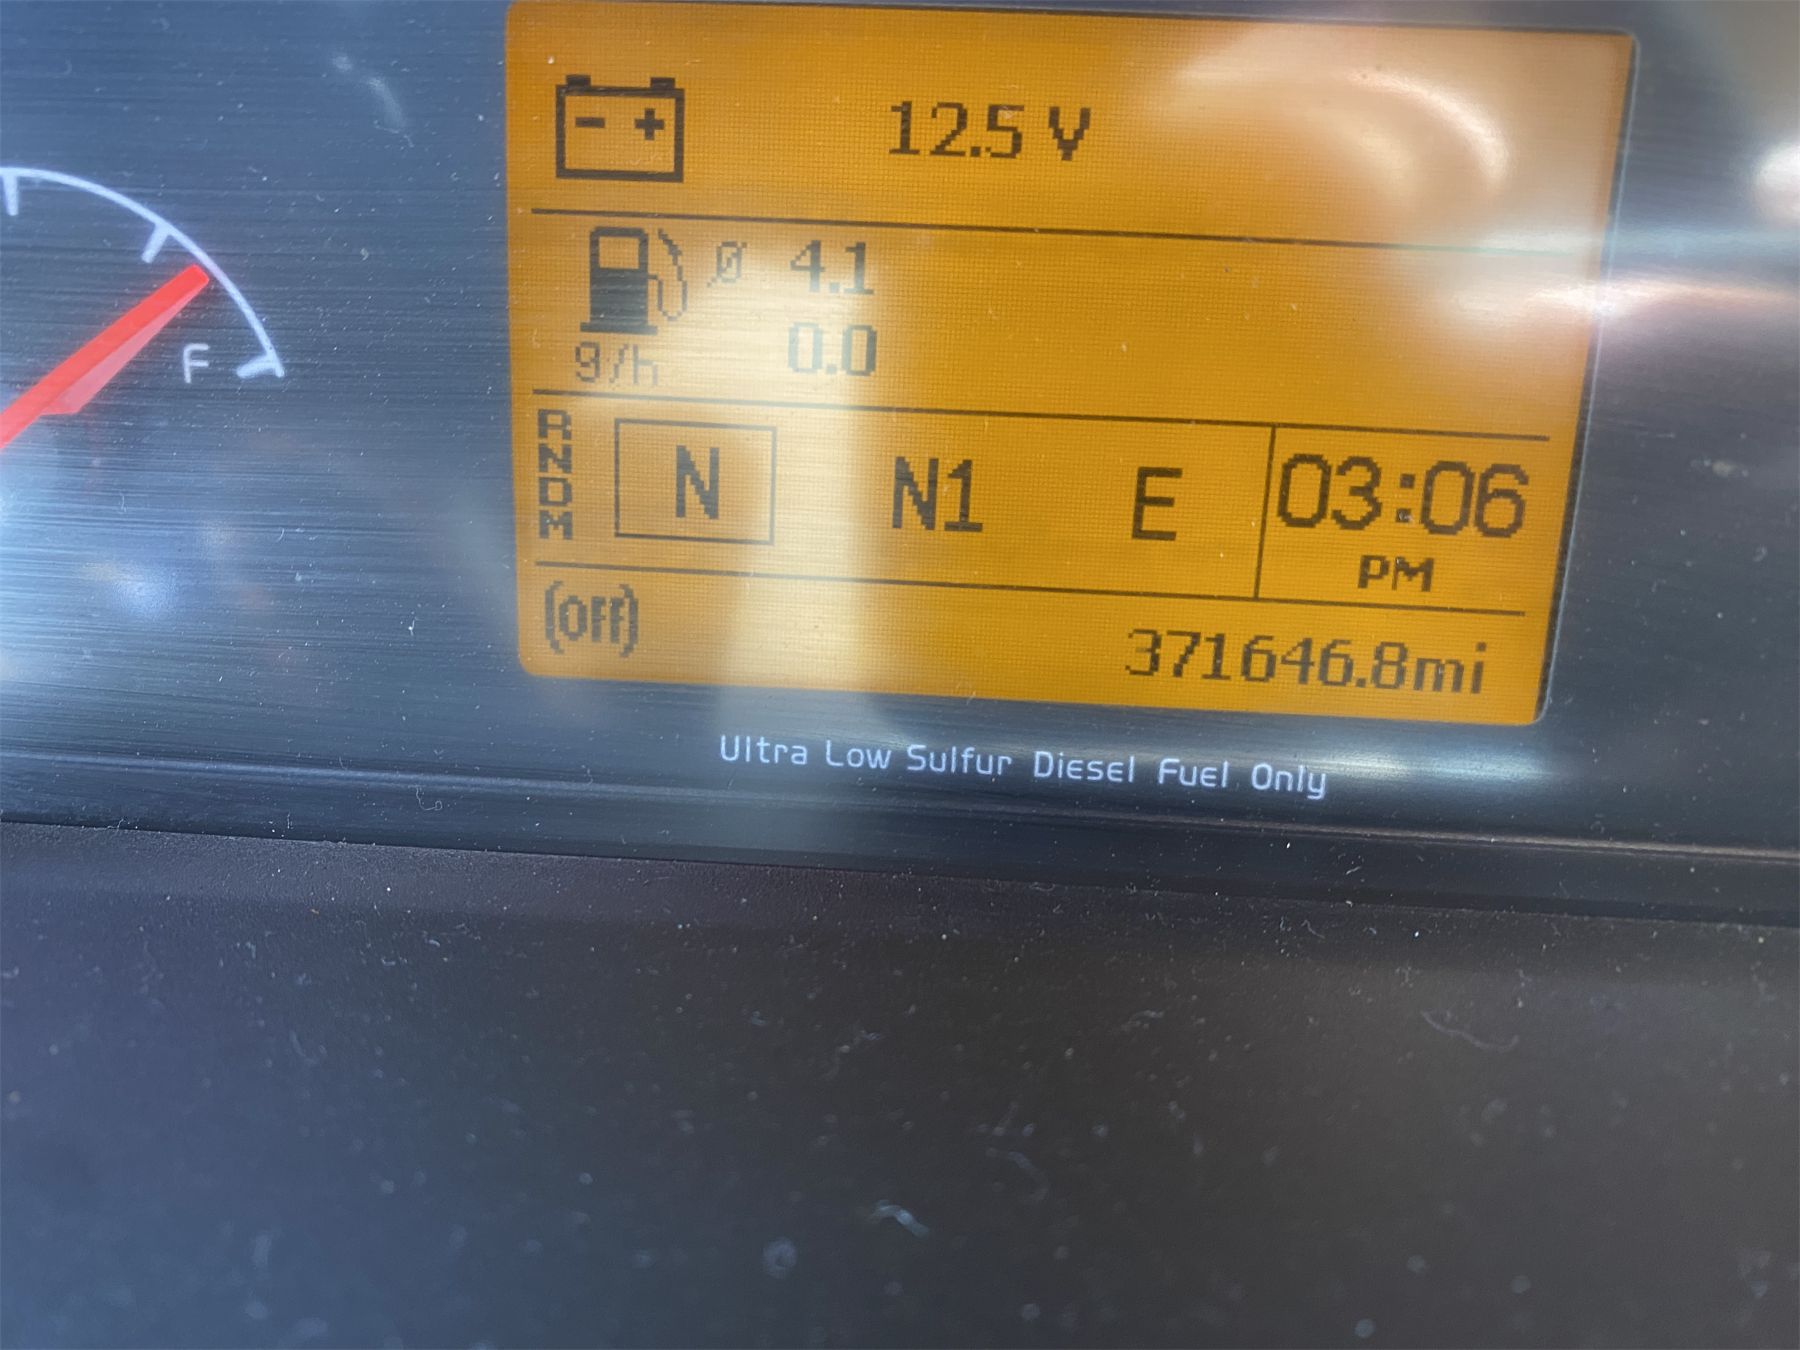 - + 12.5 V
Ø 4.1
g/h 0.0
F
RNDM N N1 E 03:06
PM
(OFF) 371646.8mi
Ultra Low Sulfur Diesel Fuel Only